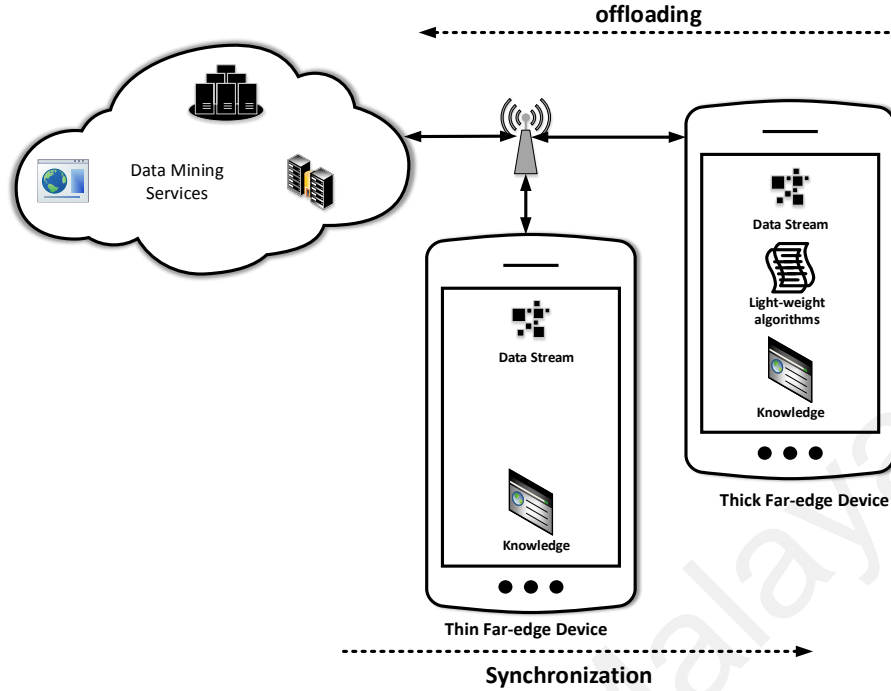 offloading
Data Mining
Services
Data Stream
Light-weight
algorithms
Knowledge
Thick Far-edge Device
Data Stream
Knowledge
Thin Far-edge Device
Synchronization
Malaya